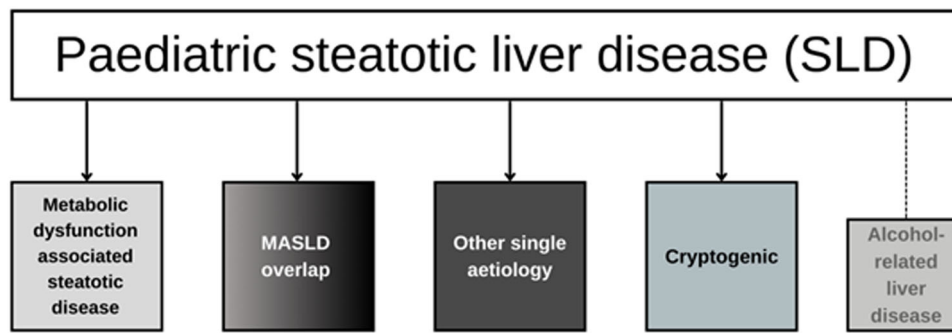 Paediatric steatotic liver disease (SLD)
Metabolic
dysfunction
associated
steatotic
disease
MASLD
overlap
Other single
aetiology
Cryptogenic
Alcohol-
related
liver
disease